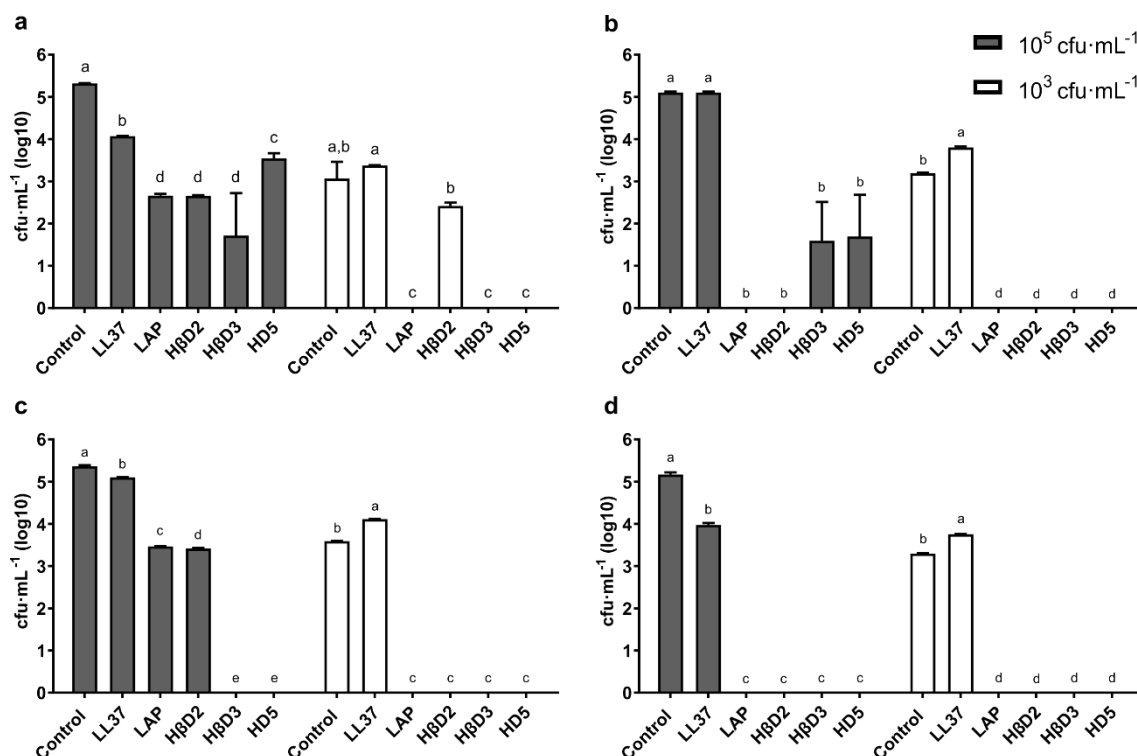 a
b
10⁵ cfu·mL⁻¹
10³ cfu·mL⁻¹
cfu·mL⁻¹ (log10)
6
5
4
3
2
1
0
a
b
d
d
d
c
a,b
a
c
b
c
c
Control
LL37
LAP
HβD2
HβD3
HD5
Control
LL37
LAP
HβD2
HβD3
HD5
cfu·mL⁻¹ (log10)
6
5
4
3
2
1
0
a
a
b
b
b
b
b
a
d
d
d
d
Control
LL37
LAP
HβD2
HβD3
HD5
Control
LL37
LAP
HβD2
HβD3
HD5
c
cfu·mL⁻¹ (log10)
6
5
4
3
2
1
0
a
b
c
d
e
e
b
a
c
c
c
c
Control
LL37
LAP
HβD2
HβD3
HD5
Control
LL37
LAP
HβD2
HβD3
HD5
d
cfu·mL⁻¹ (log10)
6
5
4
3
2
1
0
a
b
c
c
c
c
b
a
d
d
d
d
Control
LL37
LAP
HβD2
HβD3
HD5
Control
LL37
LAP
HβD2
HβD3
HD5